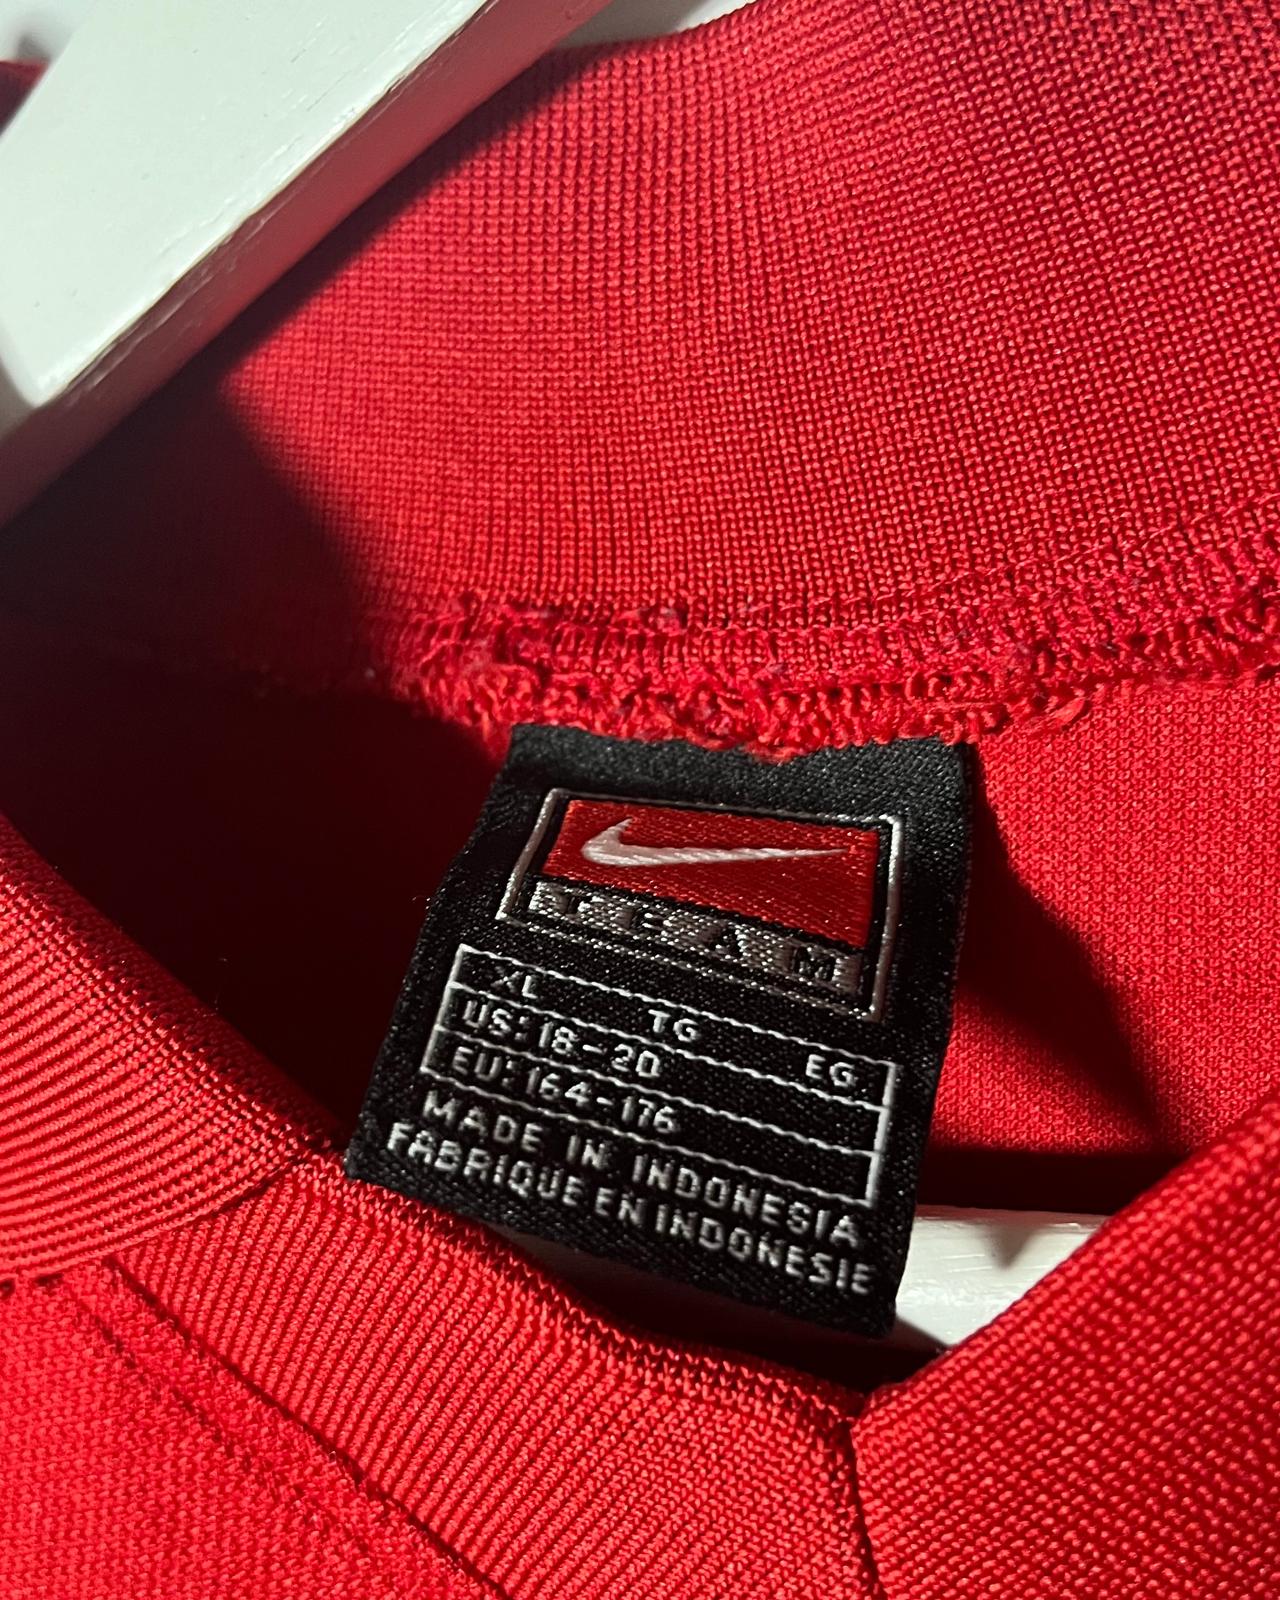 TEAM
XL TG EG
US: 18-20
EU: 164-176
MADE IN INDONESIA
FABRIQUE EN INDONESIE